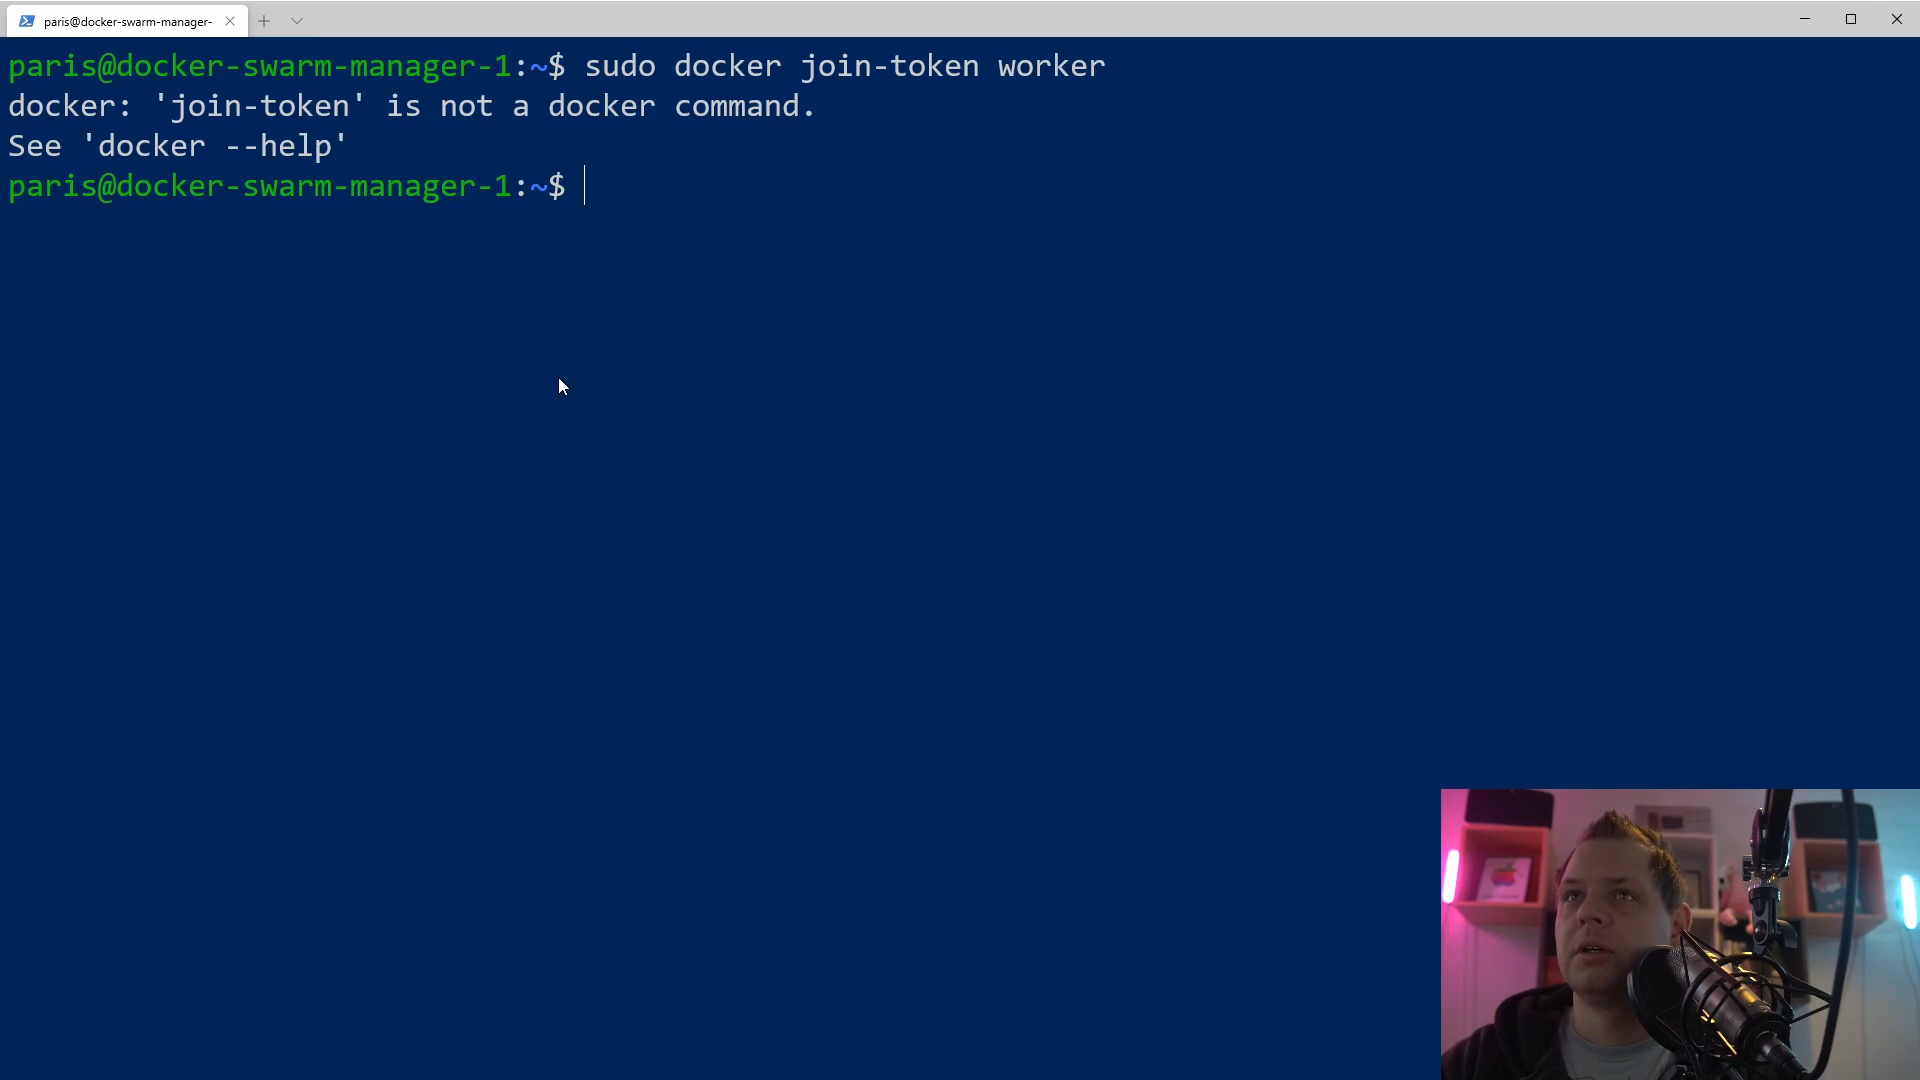 paris@docker-swarm-manager-
paris@docker-swarm-manager-1:~$ sudo docker join-token worker
docker: 'join-token' is not a docker command.
See 'docker --help'
paris@docker-swarm-manager-1:~$